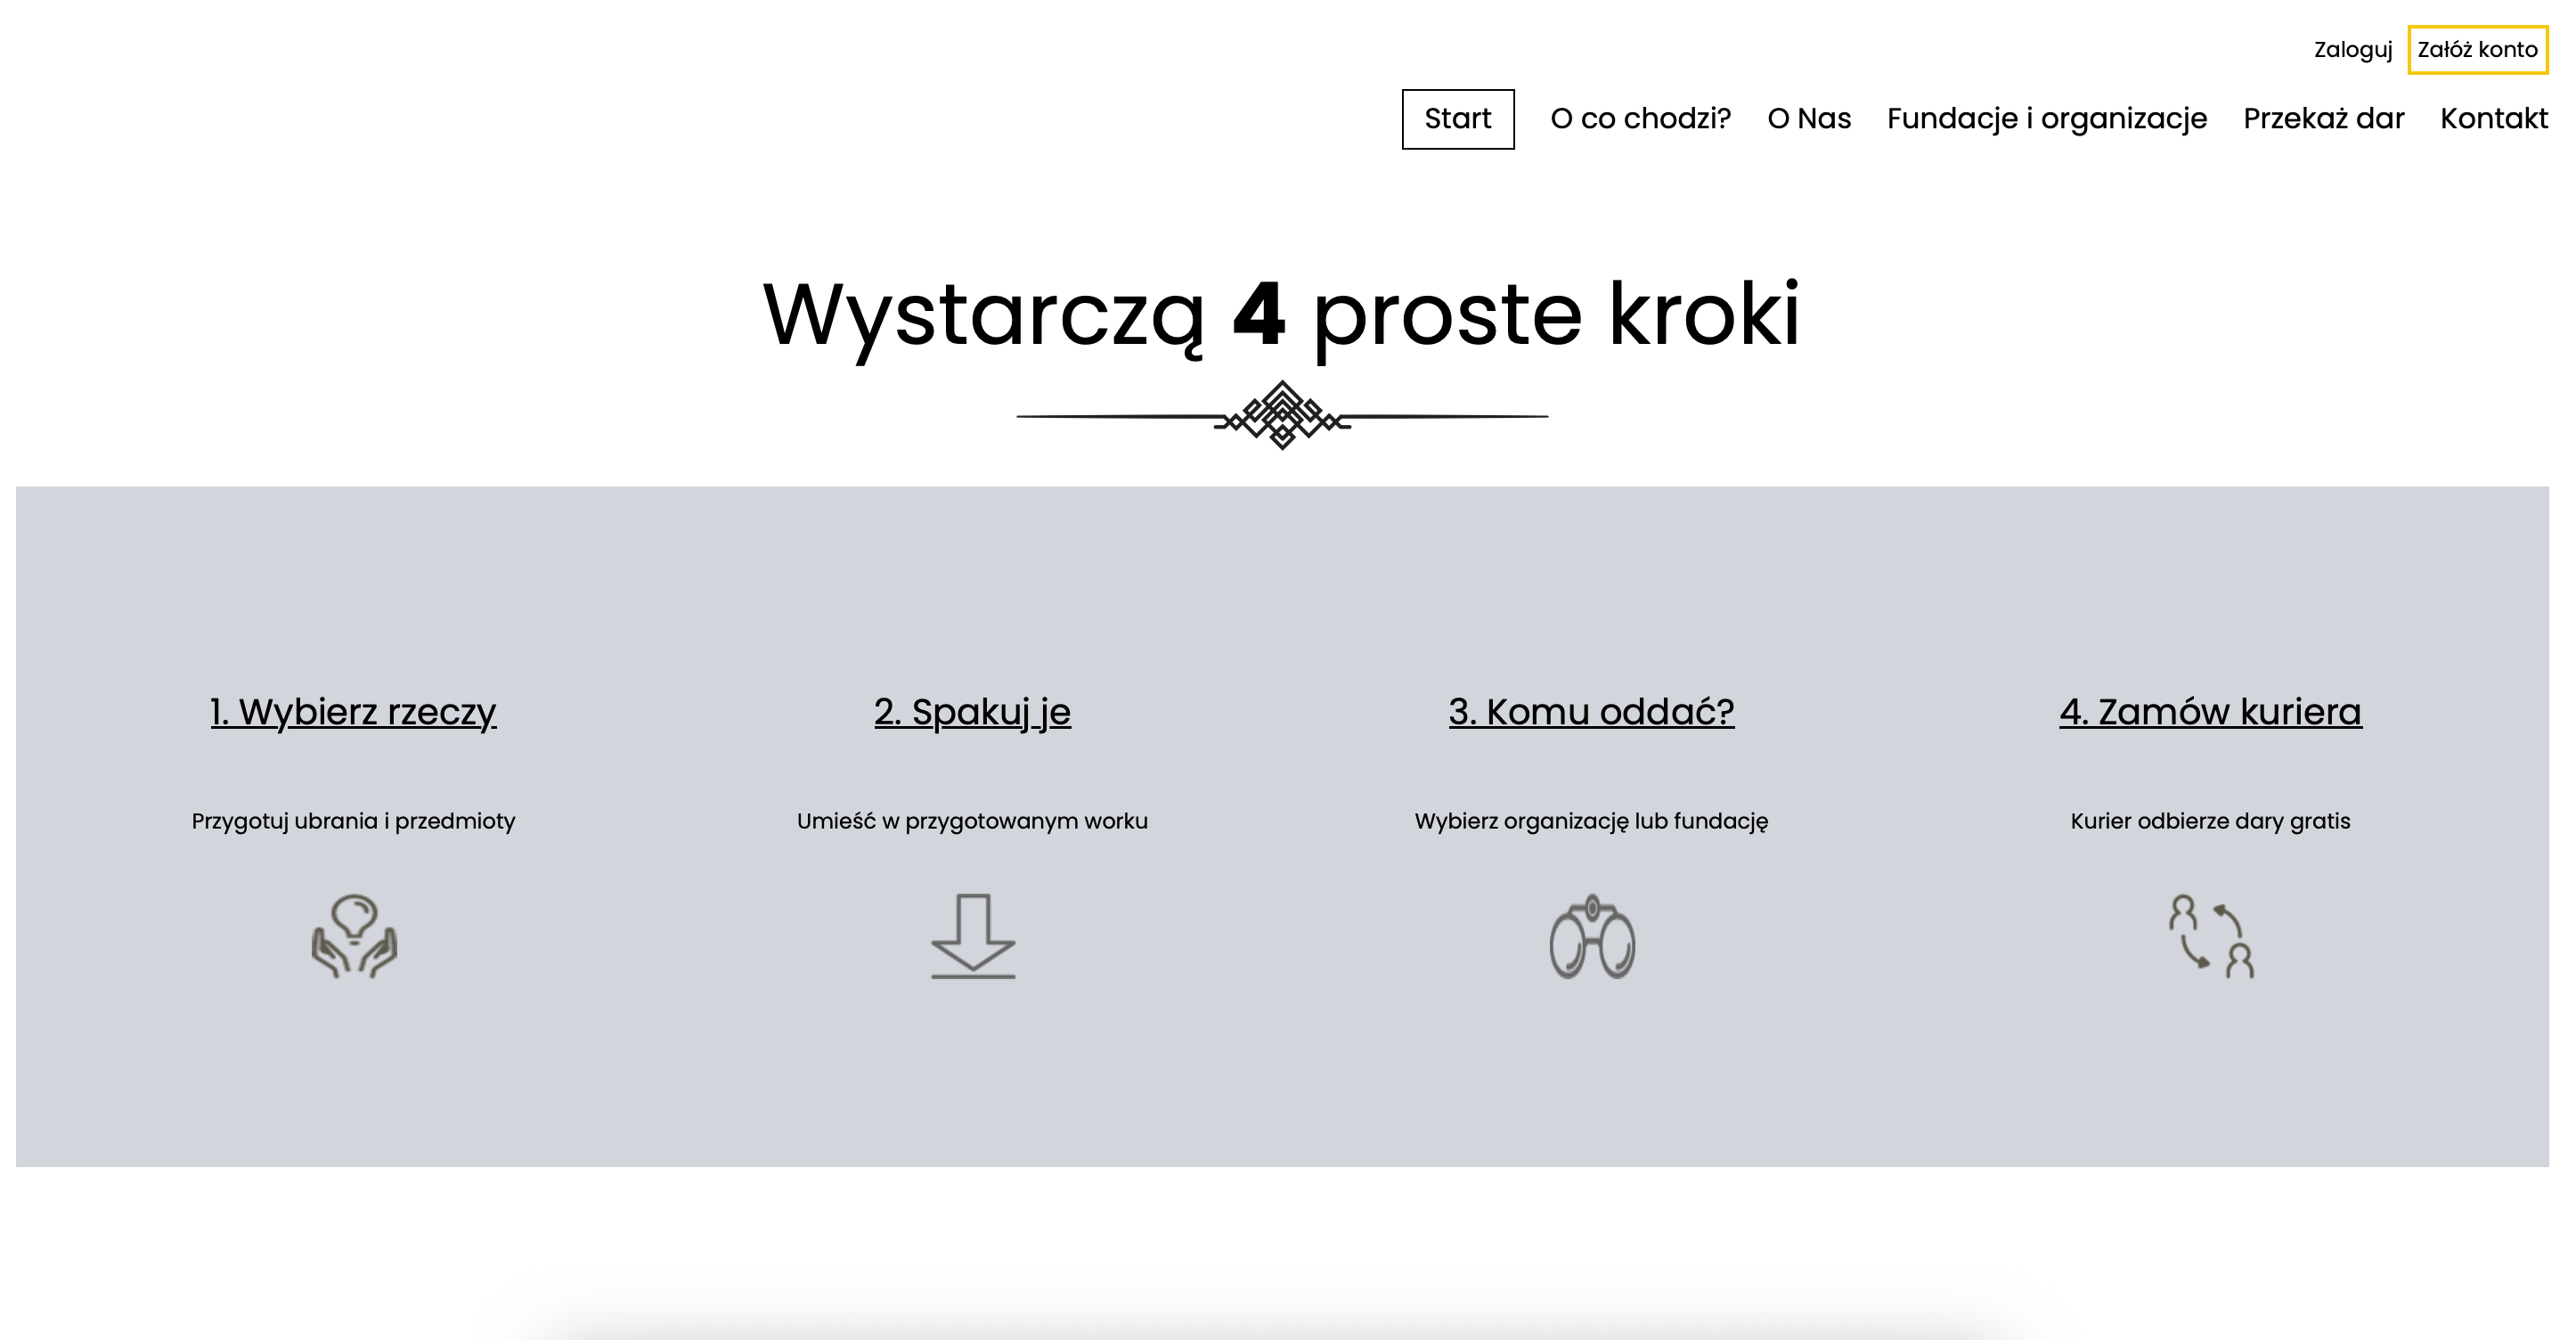 Zaloguj Załóż konto
Start O co chodzi? O Nas Fundacje i organizacje Przekaż dar Kontakt
Wystarczą 4 proste kroki
1. Wybierz rzeczy
Przygotuj ubrania i przedmioty
2. Spakuj je
Umieść w przygotowanym worku
3. Komu oddać?
Wybierz organizację lub fundację
4. Zamów kuriera
Kurier odbierze dary gratis